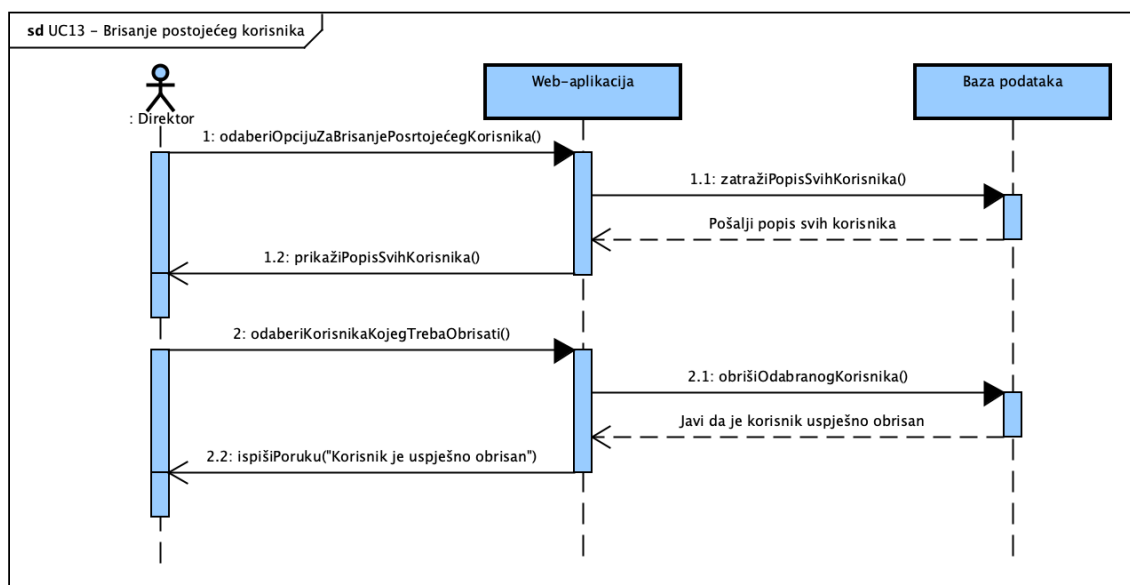 sd UC13 – Brisanje postojećeg korisnika
Web-aplikacija
Baza podataka
: Direktor
1: odaberiOpcijuZaBrisanjePosrtojećegKorisnika()
1.1: zatražiPopisSvihKorisnika()
Pošalji popis svih korisnika
1.2: prikažiPopisSvihKorisnika()
2: odaberiKorisnikaKojegTrebaObrisati()
2.1: obrišiOdabranogKorisnika()
Javi da je korisnik uspješno obrisan
2.2: ispišiPoruku("Korisnik je uspješno obrisan")